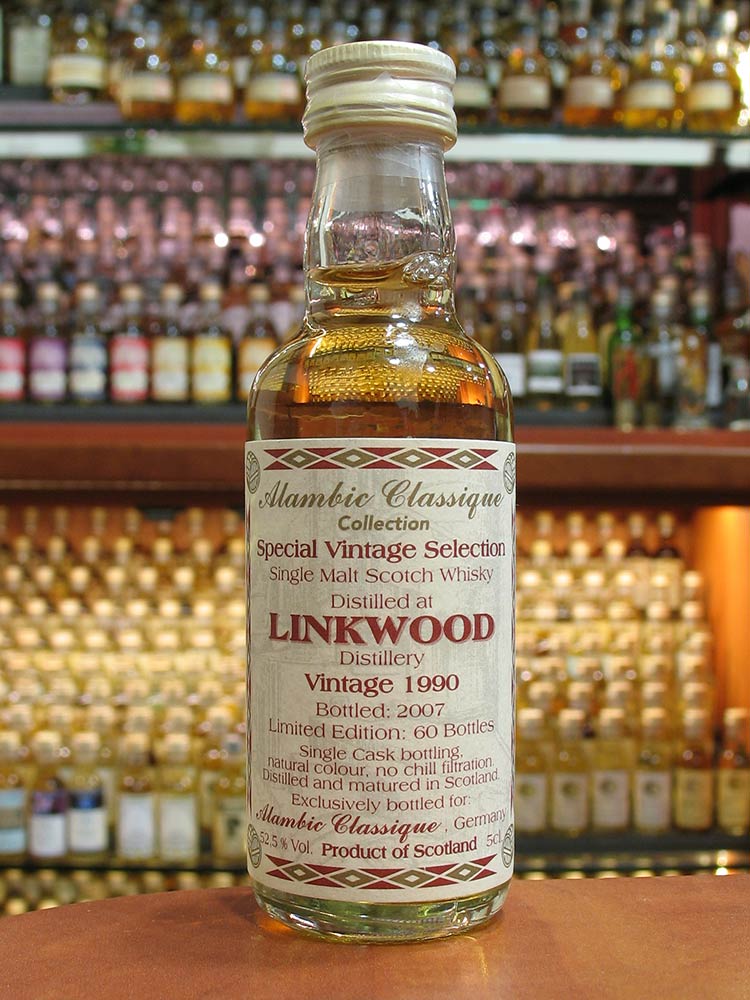 Alambic Classique
Collection
Special Vintage Selection
Single Malt Scotch Whisky
Distilled at
LINKWOOD
Distillery
Vintage 1990
Bottled: 2007
Limited Edition: 60 Bottles
Single Cask bottling,
natural colour, no chill filtration.
Distilled and matured in Scotland.
Exclusively bottled for:
Alambic Classique, Germany
52.5 % Vol. Product of Scotland 5cl.